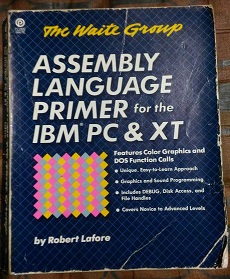 The Waite Group
ASSEMBLY
LANGUAGE
PRIMER for the
IBM PC & XT
Features Color Graphics and
DOS Function Calls
• Unique, Easy-to-Learn Approach
• Graphics and Sound Programming
• Includes DEBUG, Disk Access, and
File Handles
• Covers Novice to Advanced Levels
by Robert Lafore